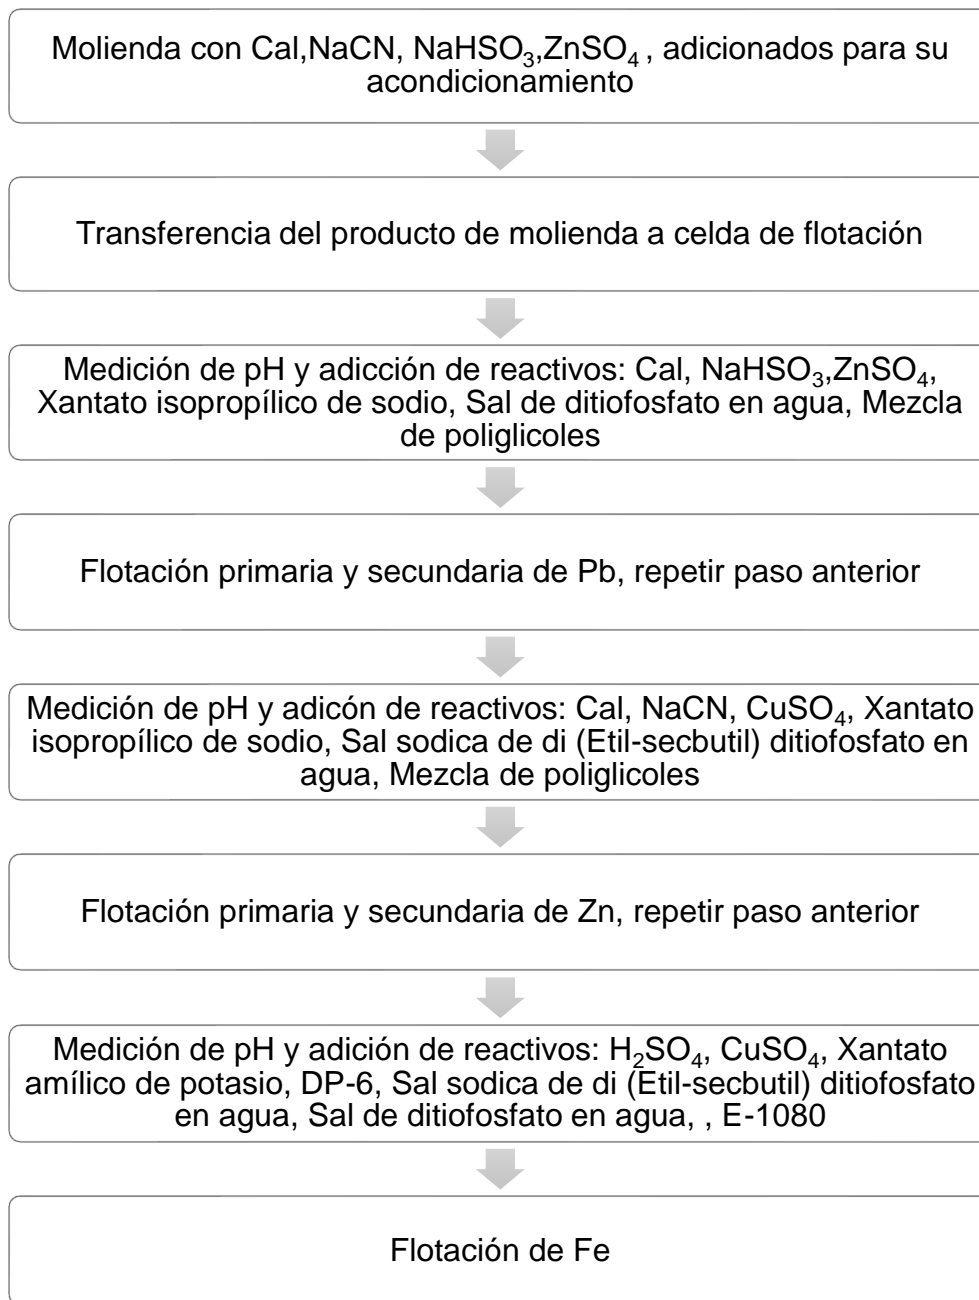 Molienda con Cal,NaCN, NaHSO₃,ZnSO₄ , adicionados para su
acondicionamiento
Transferencia del producto de molienda a celda de flotación
Medición de pH y adicción de reactivos: Cal, NaHSO₃,ZnSO₄,
Xantato isopropílico de sodio, Sal de ditiofosfato en agua, Mezcla
de poliglicoles
Flotación primaria y secundaria de Pb, repetir paso anterior
Medición de pH y adicón de reactivos: Cal, NaCN, CuSO₄, Xantato
isopropílico de sodio, Sal sodica de di (Etil-secbutil) ditiofosfato en
agua, Mezcla de poliglicoles
Flotación primaria y secundaria de Zn, repetir paso anterior
Medición de pH y adición de reactivos: H₂SO₄, CuSO₄, Xantato
amílico de potasio, DP-6, Sal sodica de di (Etil-secbutil) ditiofosfato
en agua, Sal de ditiofosfato en agua, , E-1080
Flotación de Fe